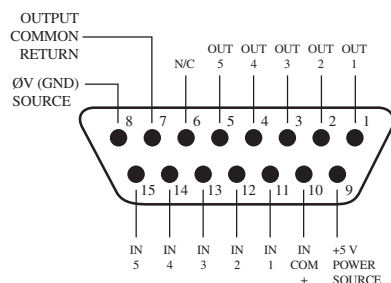 OUTPUT
COMMON
RETURN
ØV (GND)
SOURCE
N/C
OUT
5
OUT
4
OUT
3
OUT
2
OUT
1
8 7 6 5 4 3 2 1
15 14 13 12 11 10 9
IN
5
IN
4
IN
3
IN
2
IN
1
IN
COM
+
+5 V
POWER
SOURCE